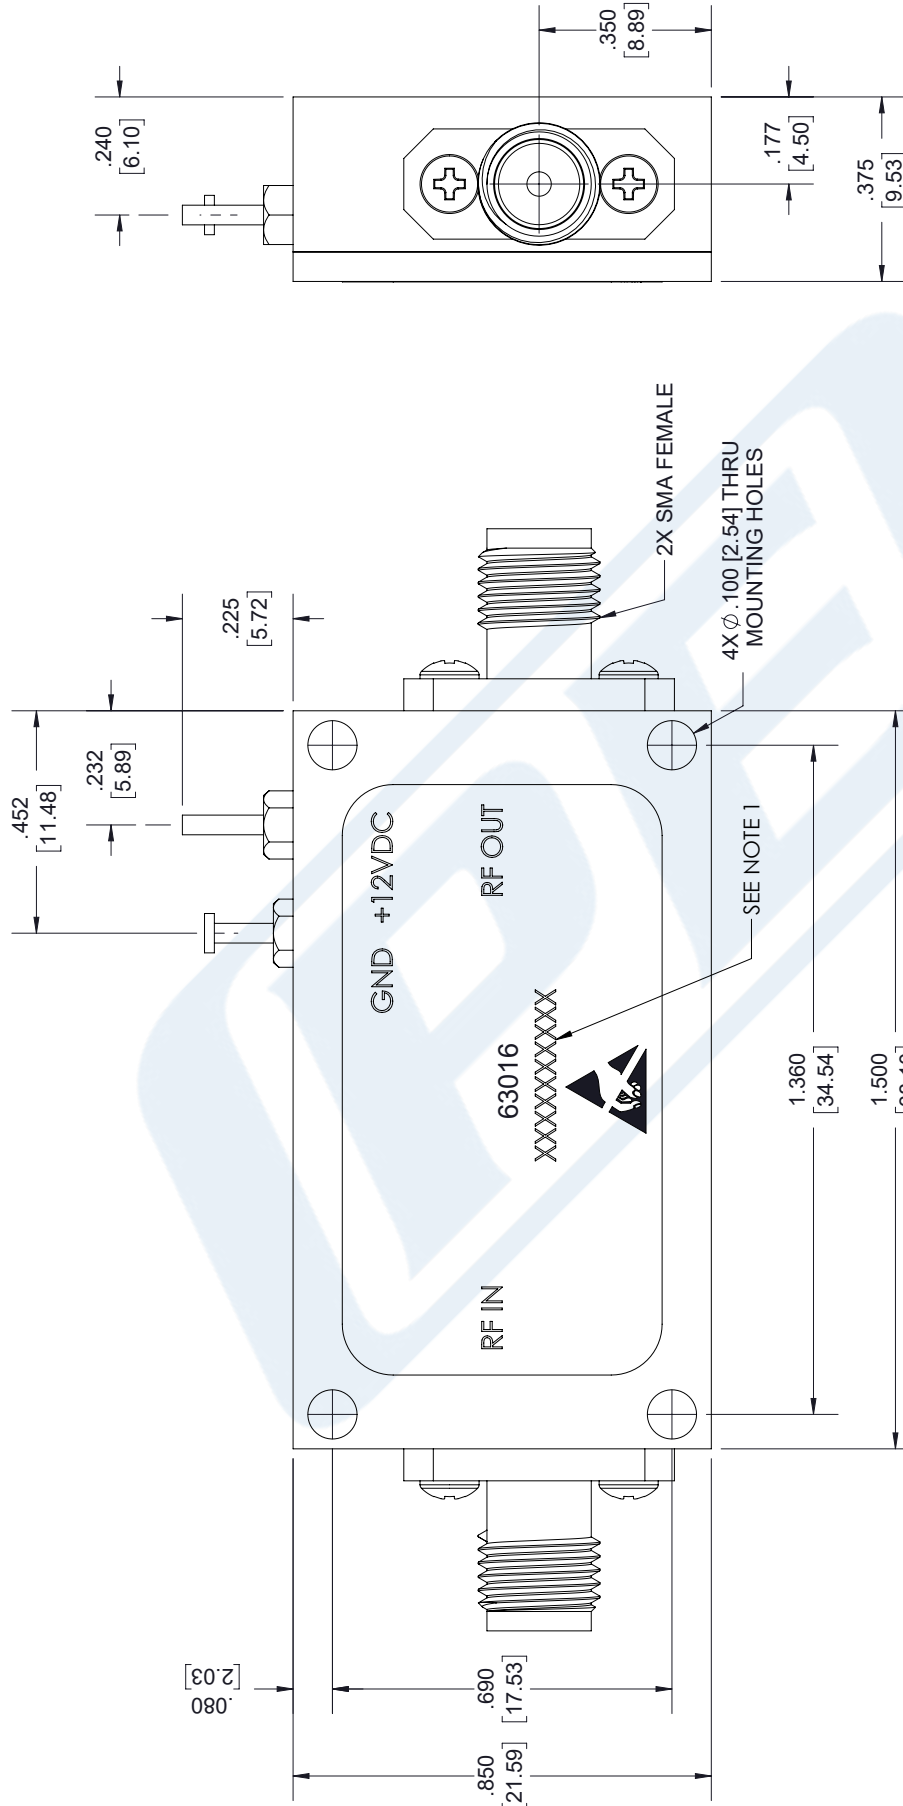 .350
[8.89]
.240
[6.10]
.177
[4.50]
.375
[9.53]
2X SMA FEMALE
4X Ø .100 [2.54] THRU
MOUNTING HOLES
.225
[5.72]
.452
[11.48]
.232
[5.89]
GND +12VDC
RF OUT
SEE NOTE 1
63016
XXXXXXXXXX
RF IN
1.360
[34.54]
1.500
.080
[2.03]
.690
[17.53]
.850
[21.59]
PE